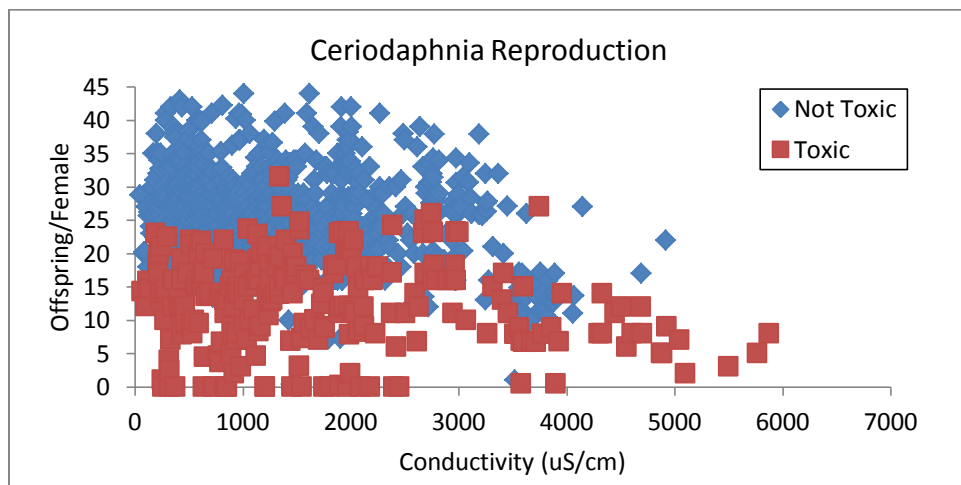 Ceriodaphnia Reproduction
45
40
35
30
25
20
15
10
5
0
Offspring/Female
Not Toxic
Toxic
0 1000 2000 3000 4000 5000 6000 7000
Conductivity (uS/cm)